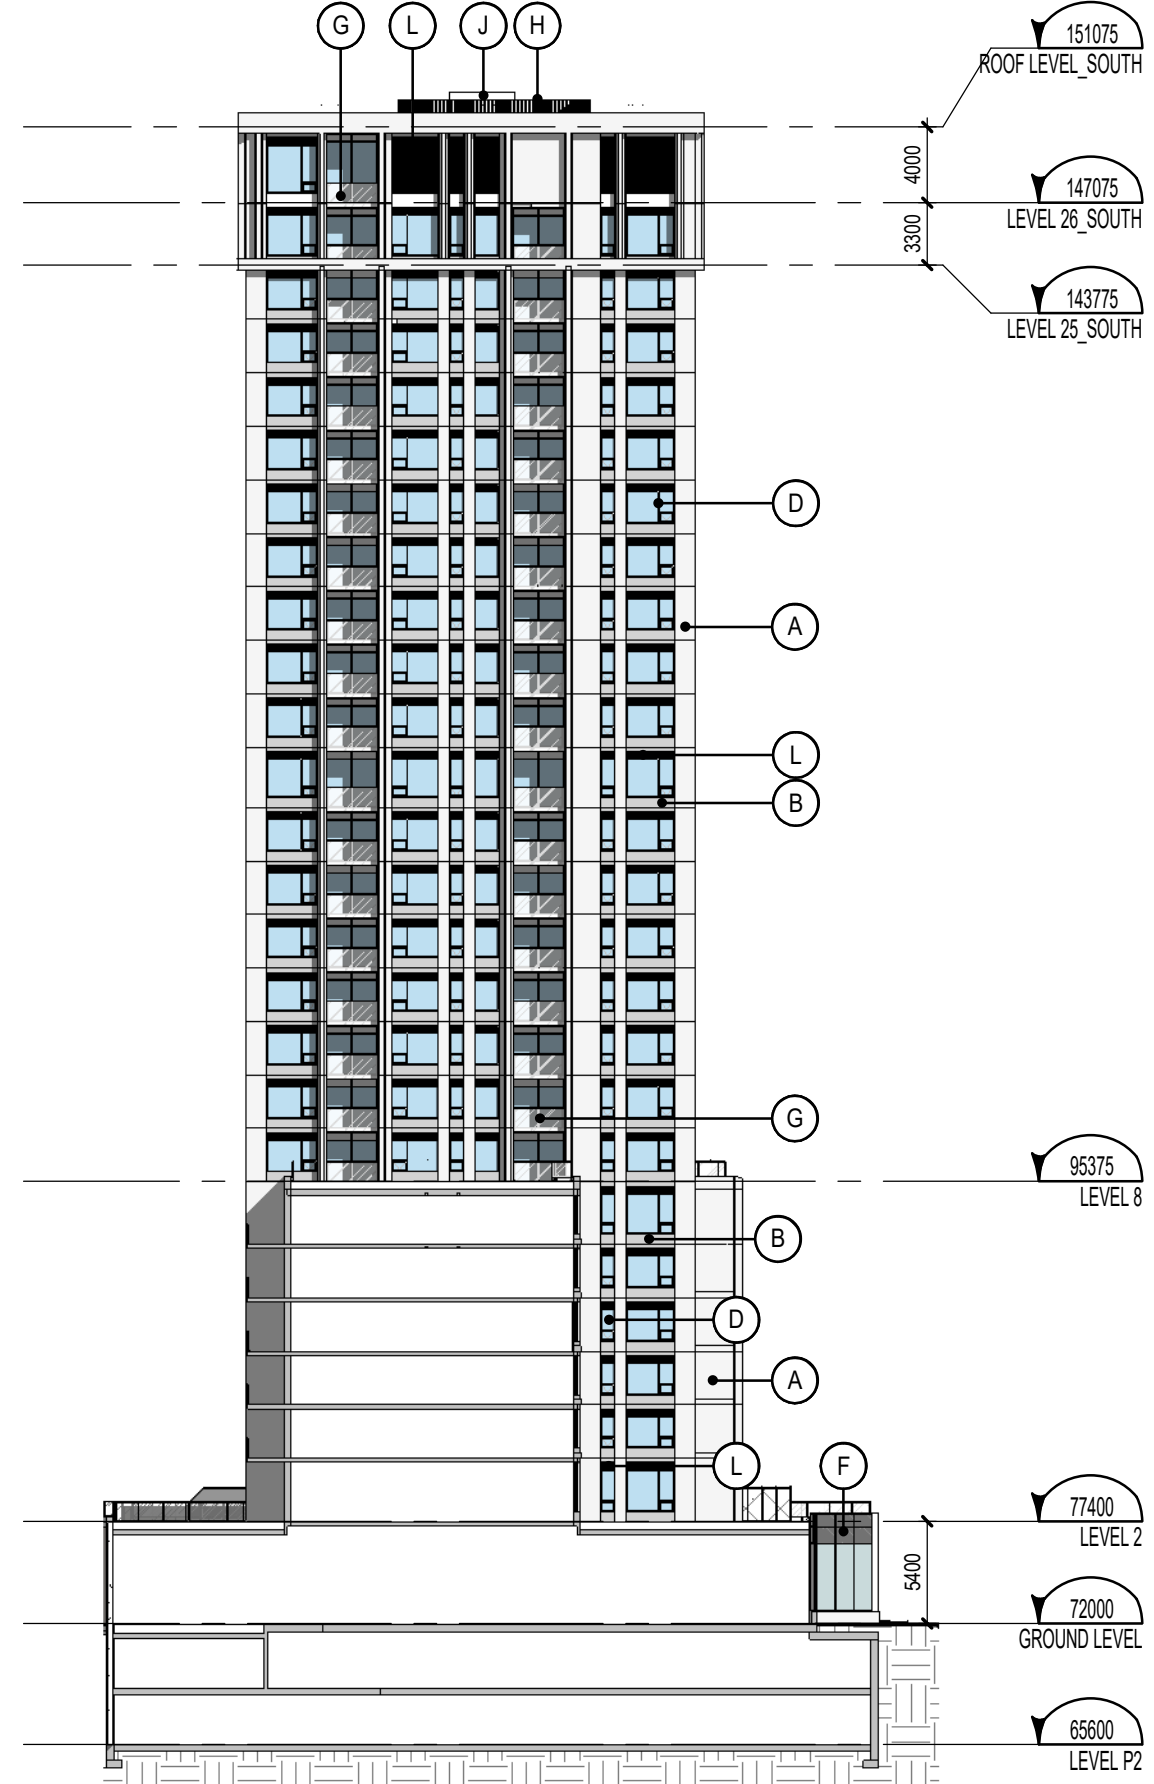 G
L
J
H
151075
ROOF LEVEL_SOUTH
4000
147075
LEVEL 26_SOUTH
3300
143775
LEVEL 25_SOUTH
D
A
L
B
G
95375
LEVEL 8
B
D
A
L
F
77400
LEVEL 2
5400
72000
GROUND LEVEL
65600
LEVEL P2